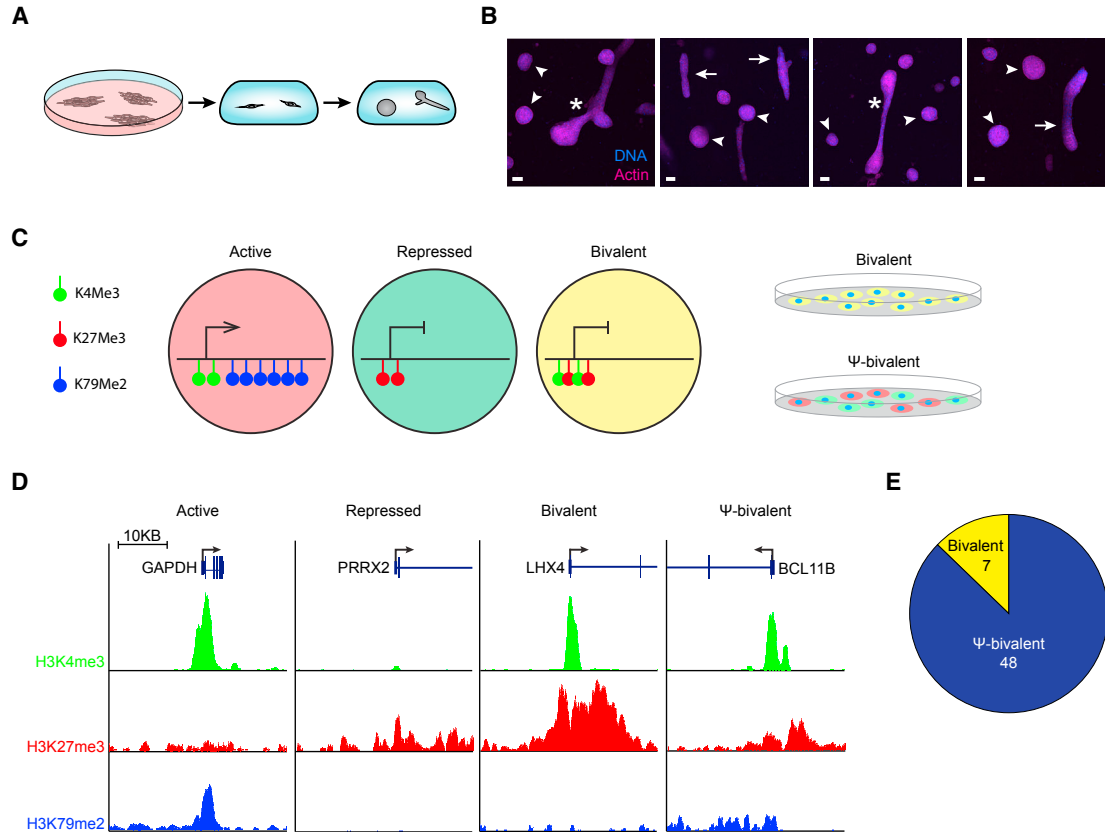 A
B
DNA
Actin
C
Active
Repressed
Bivalent
K4Me3
K27Me3
K79Me2
Bivalent
Ψ-bivalent
D
E
Active
Repressed
Bivalent
Ψ-bivalent
10KB
GAPDH
PRRX2
LHX4
BCL11B
H3K4me3
H3K27me3
H3K79me2
Bivalent
7
Ψ-bivalent
48